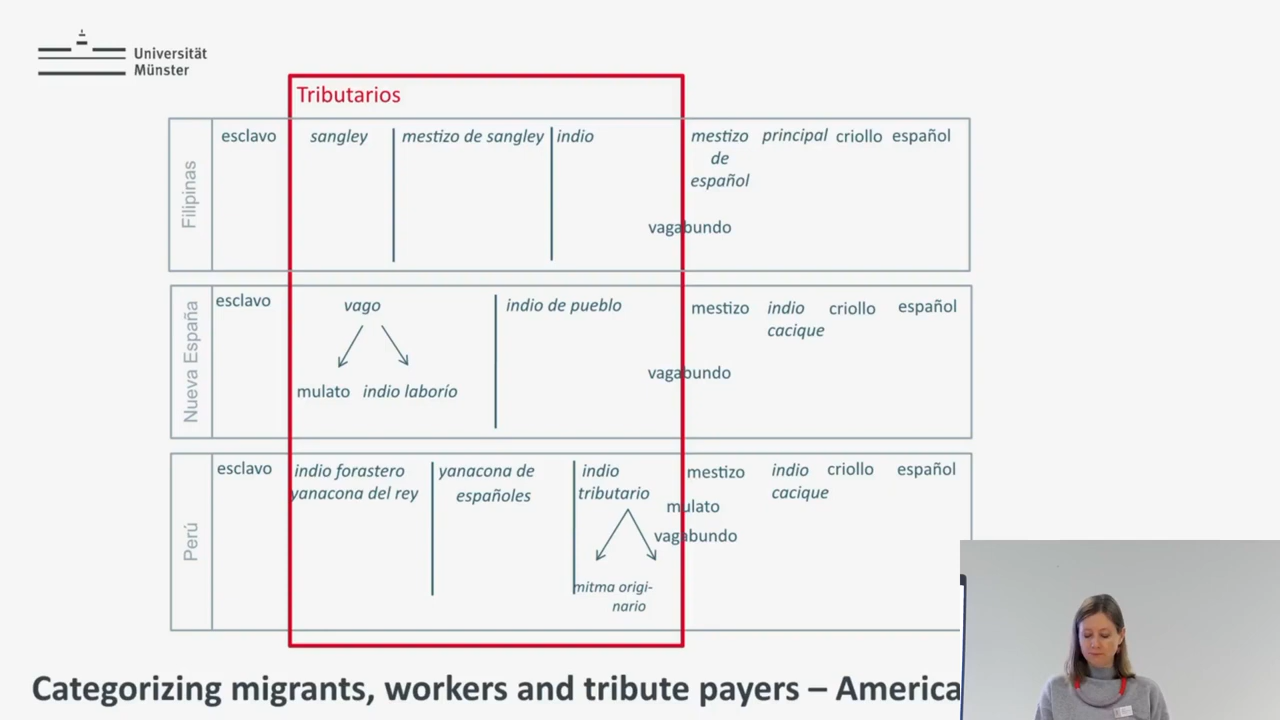 Universität
Münster
Tributarios
Filipinas
esclavo
sangley
mestizo de sangley
indio
mestizo
de
español
principal
criollo
español
vagabundo
Nueva España
esclavo
vago
mulato
indio laborío
indio de pueblo
mestizo
indio
cacique
criollo
español
vagabundo
Perú
esclavo
indio forastero
yanacona del rey
yanacona de
españoles
indio
tributario
mitma origi-
nario
mestizo
mulato
vagabundo
indio
cacique
criollo
español
Categorizing migrants, workers and tribute payers – America